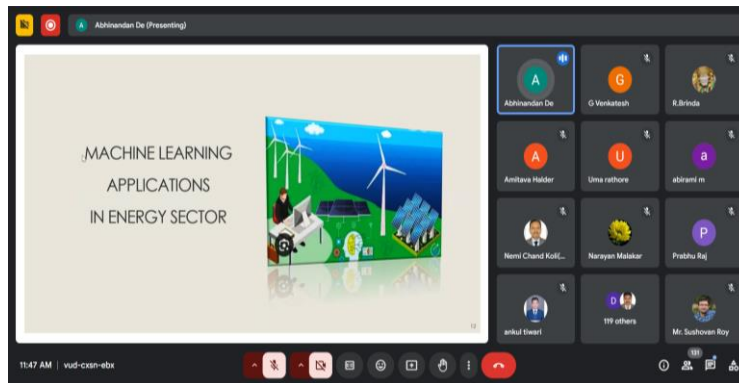 A Abhinandan De (Presenting)
MACHINE LEARNING
APPLICATIONS
IN ENERGY SECTOR
12
A
Abhinandan De
G
G Venkatesh
R.Brinda
A
Amitava Halder
U
Uma rathore
a
abirami m
Nemi Chand Koli(...
Narayan Malakar
P
Prabhu Raj
ankul tiwari
D
119 others
Mr. Sushovan Roy
11:47 AM | vud-cxsn-ebx
131